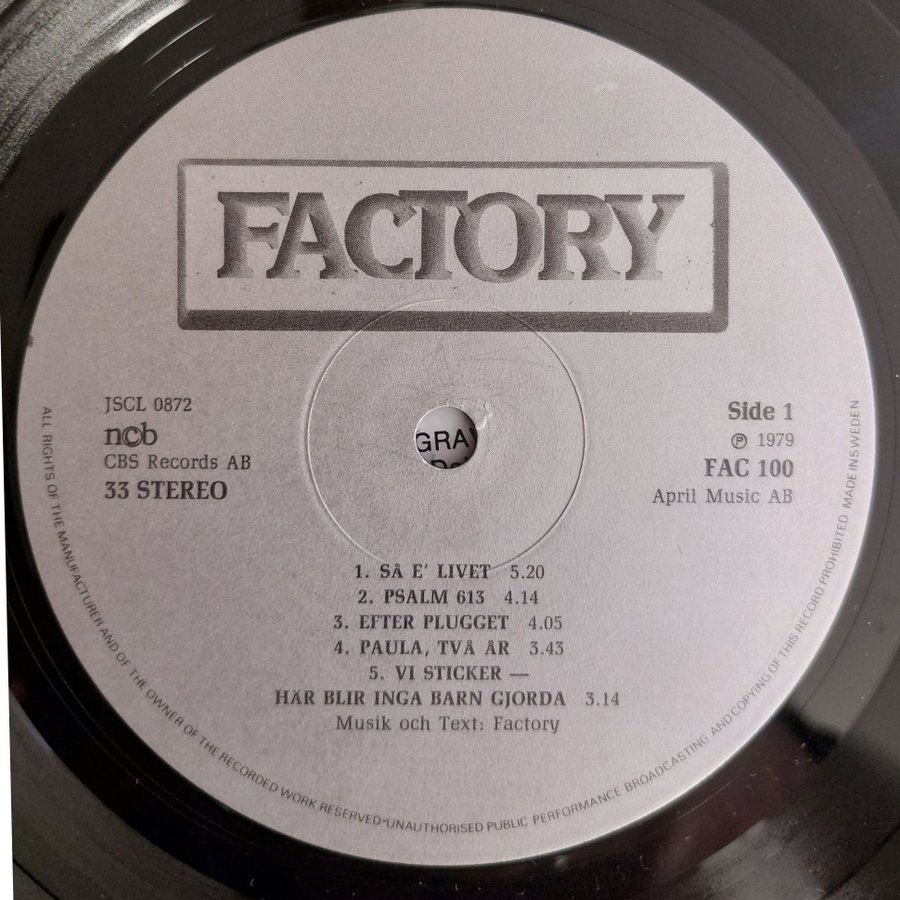 FACTORY
JSCL 0872
ncb
CBS Records AB
33 STEREO
Side 1
Ⓟ 1979
FAC 100
April Music AB
GRA
1. SÅ E' LIVET 5.20
2. PSALM 613 4.14
3. EFTER PLUGGET 4.05
4. PAULA, TVÅ ÅR 3.43
5. VI STICKER —
HÄR BLIR INGA BARN GJORDA 3.14
Musik och Text: Factory
ALL RIGHTS OF THE MANUFACTURER AND OF THE OWNER OF THE RECORDED WORK RESERVED·UNAUTHORISED PUBLIC PERFORMANCE BROADCASTING AND COPYING OF THIS RECORD PROHIBITED MADE IN SWEDEN